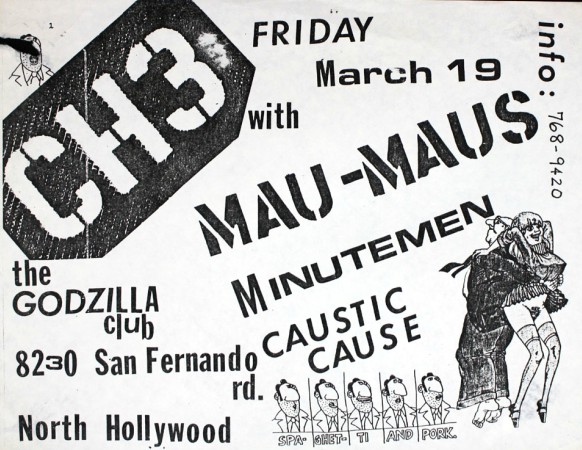 1
CH3
FRIDAY
March 19
with
MAU-MAUS
MINUTEMEN
CAUSTIC
CAUSE
info: 768-9420
the
GODZILLA
club
8230 San Fernando
rd.
North Hollywood
SPA- GHET- TI AND PORK.